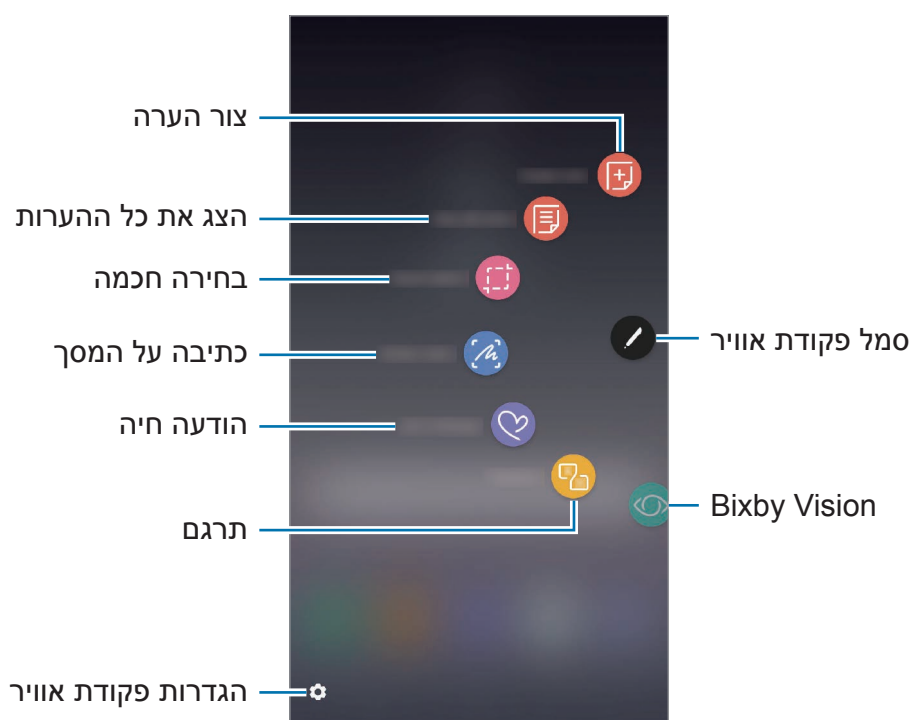 צור הערה
הצג את כל ההערות
בחירה חכמה
כתיבה על המסך
סמל פקודת אוויר
הודעה חיה
Bixby Vision
תרגם
הגדרות פקודת אוויר